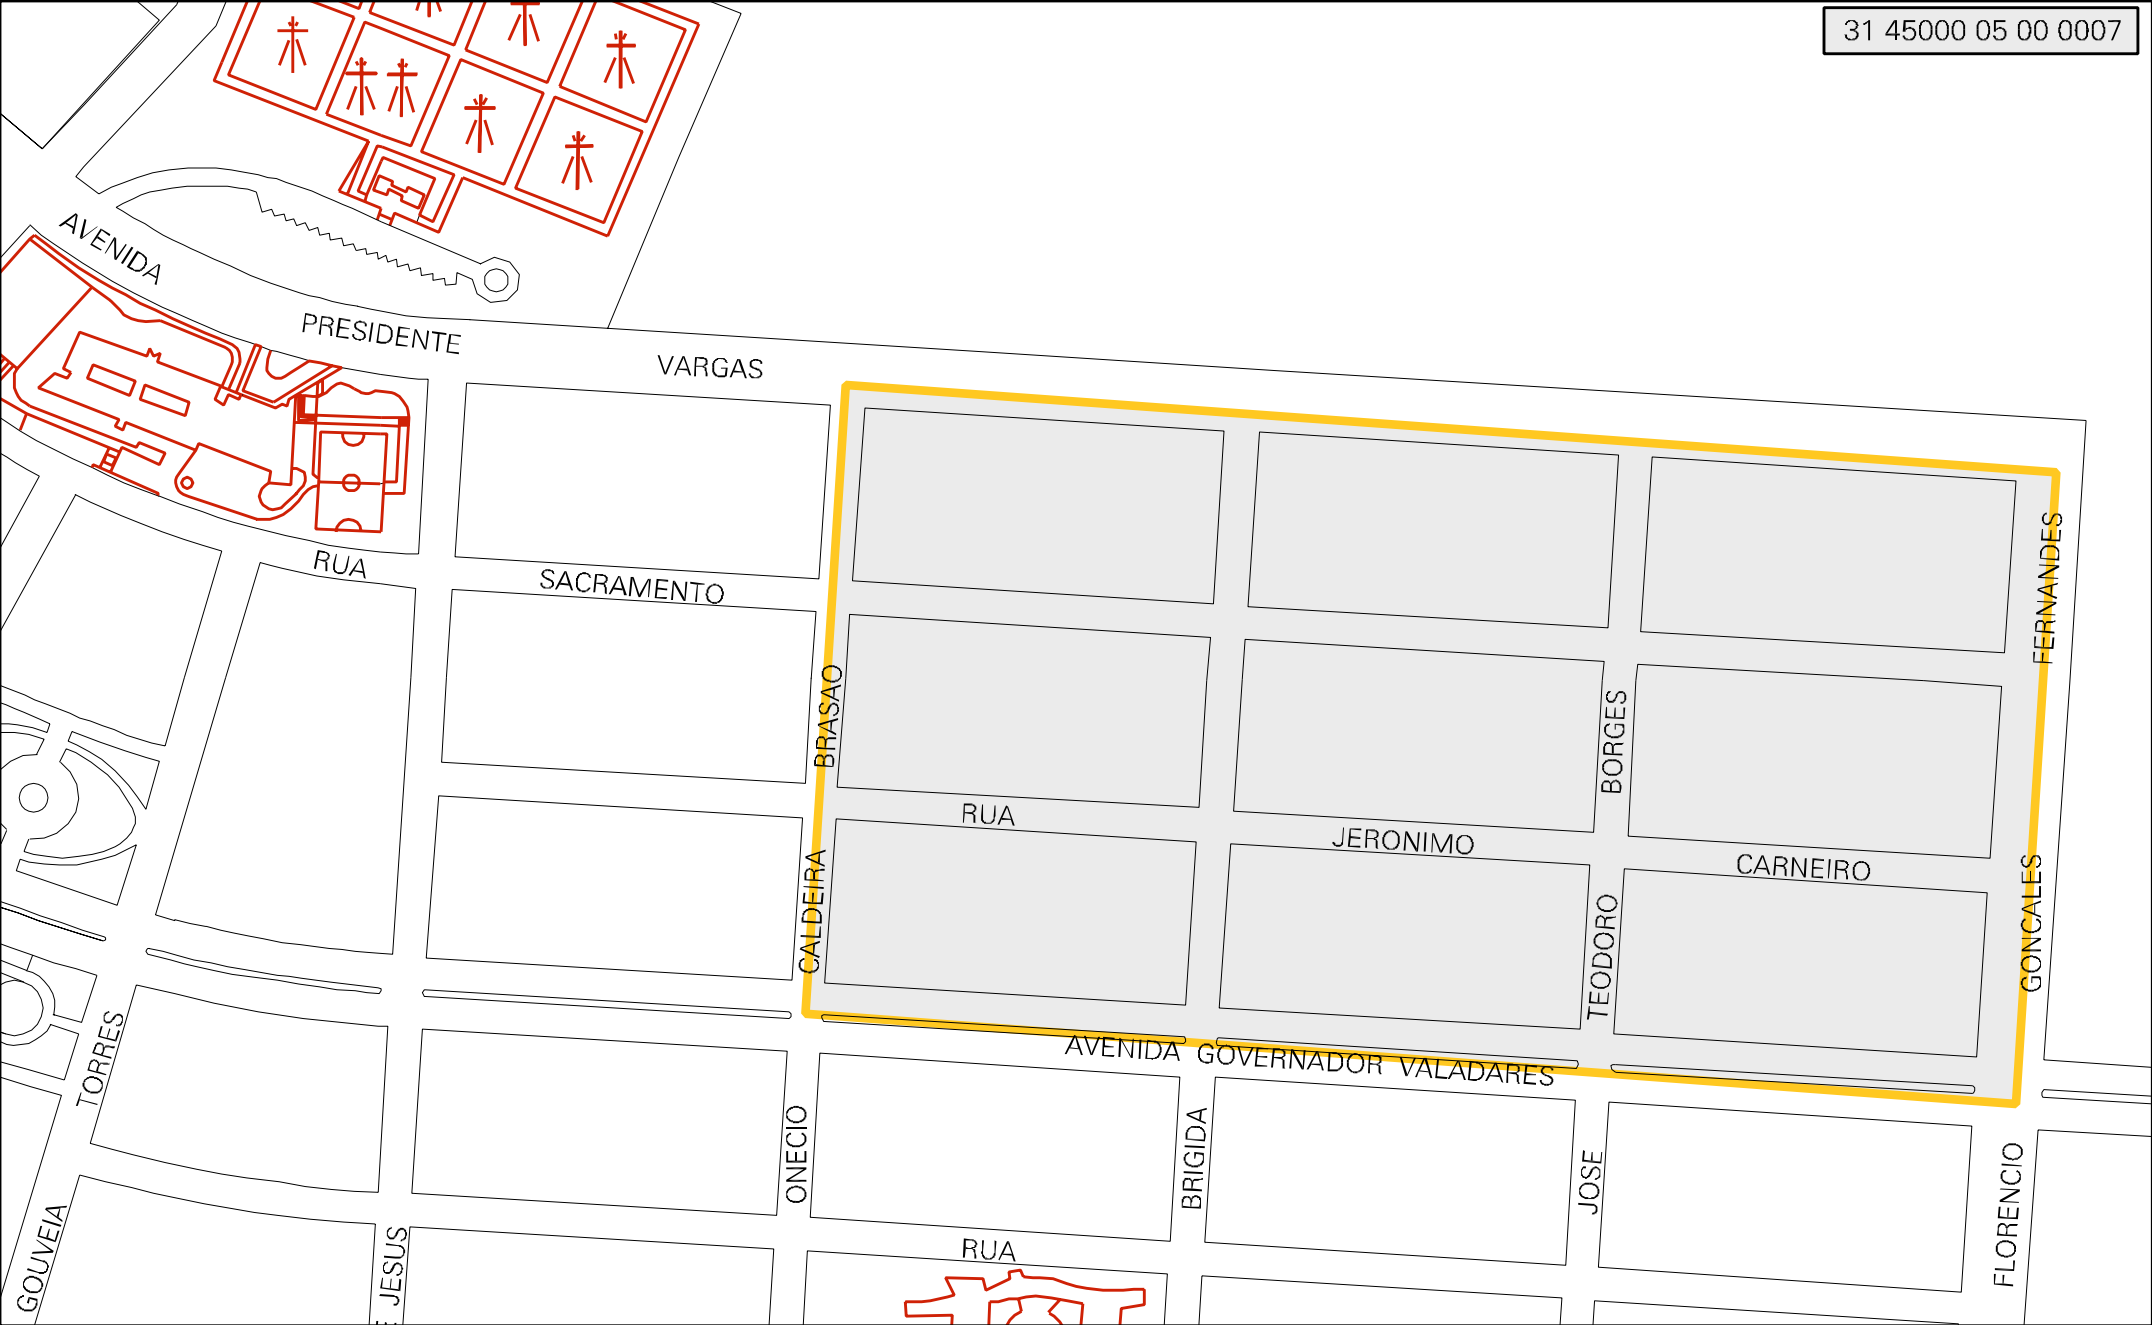 31 45000 05 00 0007
AVENIDA PRESIDENTE VARGAS
RUA SACRAMENTO
FERNANDES
GONCALES
FLORENCIO
BRASAO
CALDEIRA
ONECIO
BORGES
TEODORO
JOSE
RUA JERONIMO CARNEIRO
AVENIDA GOVERNADOR VALADARES
BRIGIDA
TORRES
GOUVEIA
JESUS
RUA